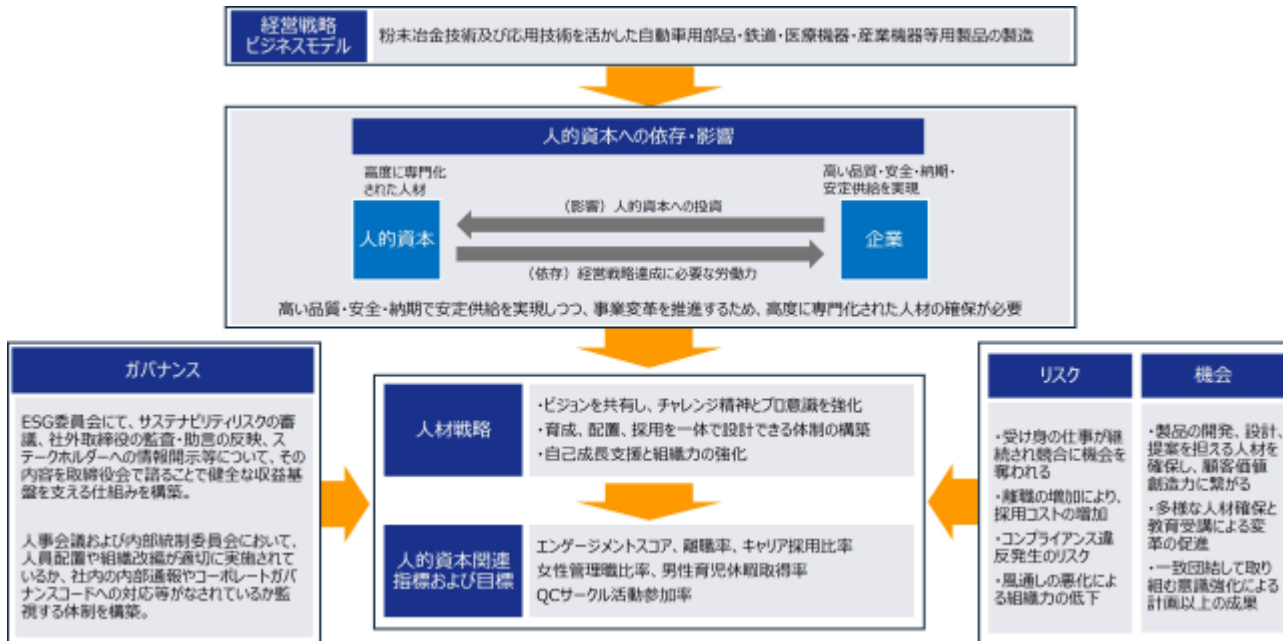 経営戦略
ビジネスモデル
粉末冶金技術及び応用技術を活かした自動車用部品・鉄道・医療機器・産業機器等用製品の製造
人的資本への依存・影響
高度に専門化
された人材
高い品質・安全・納期・
安定供給を実現
人的資本
(影響)人的資本への投資
企業
(依存)経営戦略達成に必要な労働力
高い品質・安全・納期で安定供給を実現しつつ、事業変革を推進するため、高度に専門化された人材の確保が必要
ガバナンス
ESG委員会にて、サステナビリティリスクの審
議、社外取締役の監査・助言の反映、ス
テークホルダーへの情報開示等について、その
内容を取締役会で諮ることで健全な収益基
盤を支える仕組みを構築。
人事会議および内部統制委員会において、
人員配置や組織改編が適切に実施されて
いるか、社内の内部通報やコーポレートガバ
ナンスコードへの対応等がなされているか監
視する体制を構築。
人材戦略
・ビジョンを共有し、チャレンジ精神とプロ意識を強化
・育成、配置、採用を一体で設計できる体制の構築
・自己成長支援と組織力の強化
人的資本関連
指標および目標
エンゲージメントスコア、離職率、キャリア採用比率
女性管理職比率、男性育児休暇取得率
QCサークル活動参加率
リスク
・受け身の仕事が継
続され競合に機会を
奪われる
・離職の増加により、
採用コストの増加
・コンプライアンス違
反発生のリスク
・風通しの悪化によ
る組織力の低下
機会
・製品の開発、設計、
提案を担える人材を
確保し、顧客価値
創造力に繋がる
・多様な人材確保と
教育受講による変
革の促進
・一致団結して取り
組む意識強化による
計画以上の成果